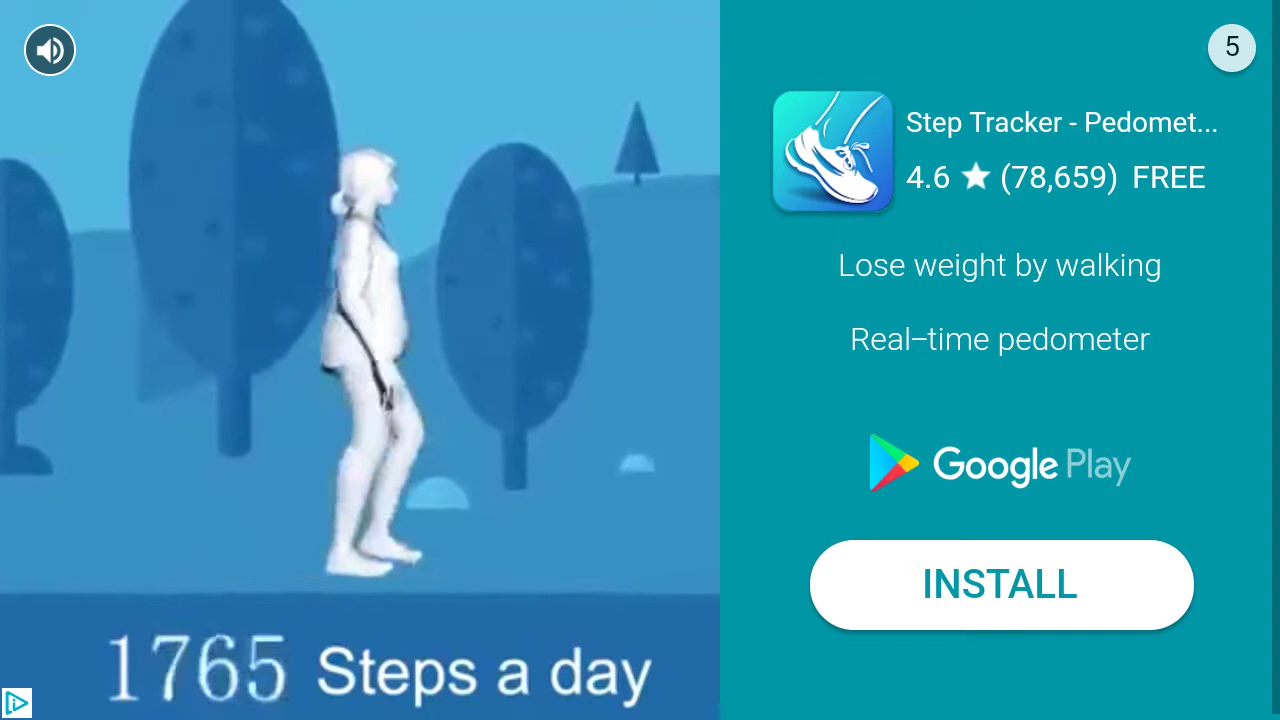 5
Step Tracker - Pedomet...
4.6 ★ (78,659) FREE
Lose weight by walking
Real-time pedometer
Google Play
INSTALL
1765 Steps a day